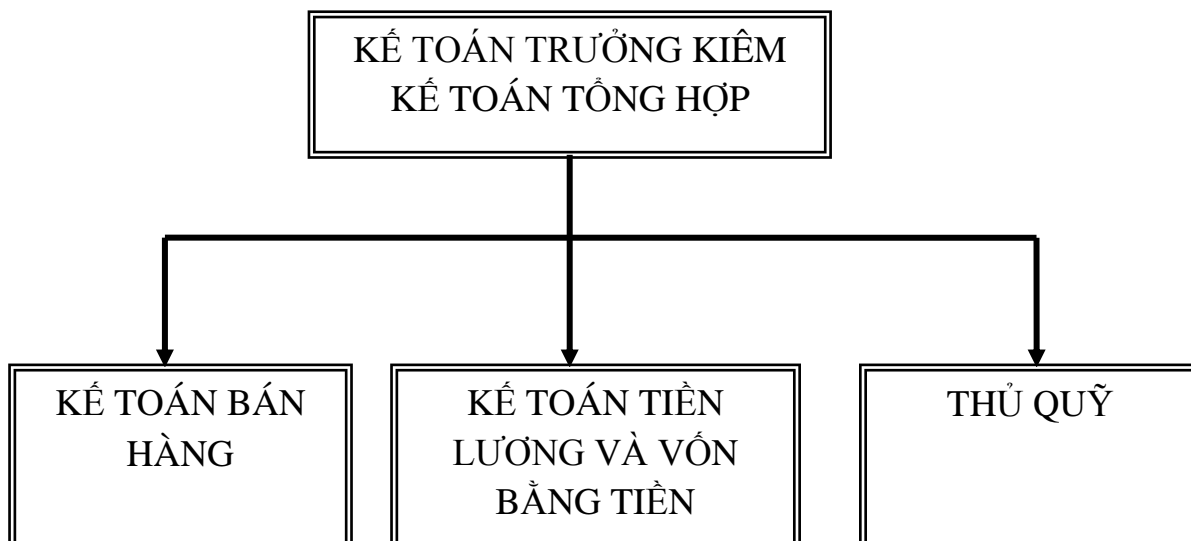 KẾ TOÁN TRƯỞNG KIÊM
KẾ TOÁN TỔNG HỢP
KẾ TOÁN BÁN
HÀNG
KẾ TOÁN TIỀN
LƯƠNG VÀ VỐN
BẰNG TIỀN
THỦ QUỸ